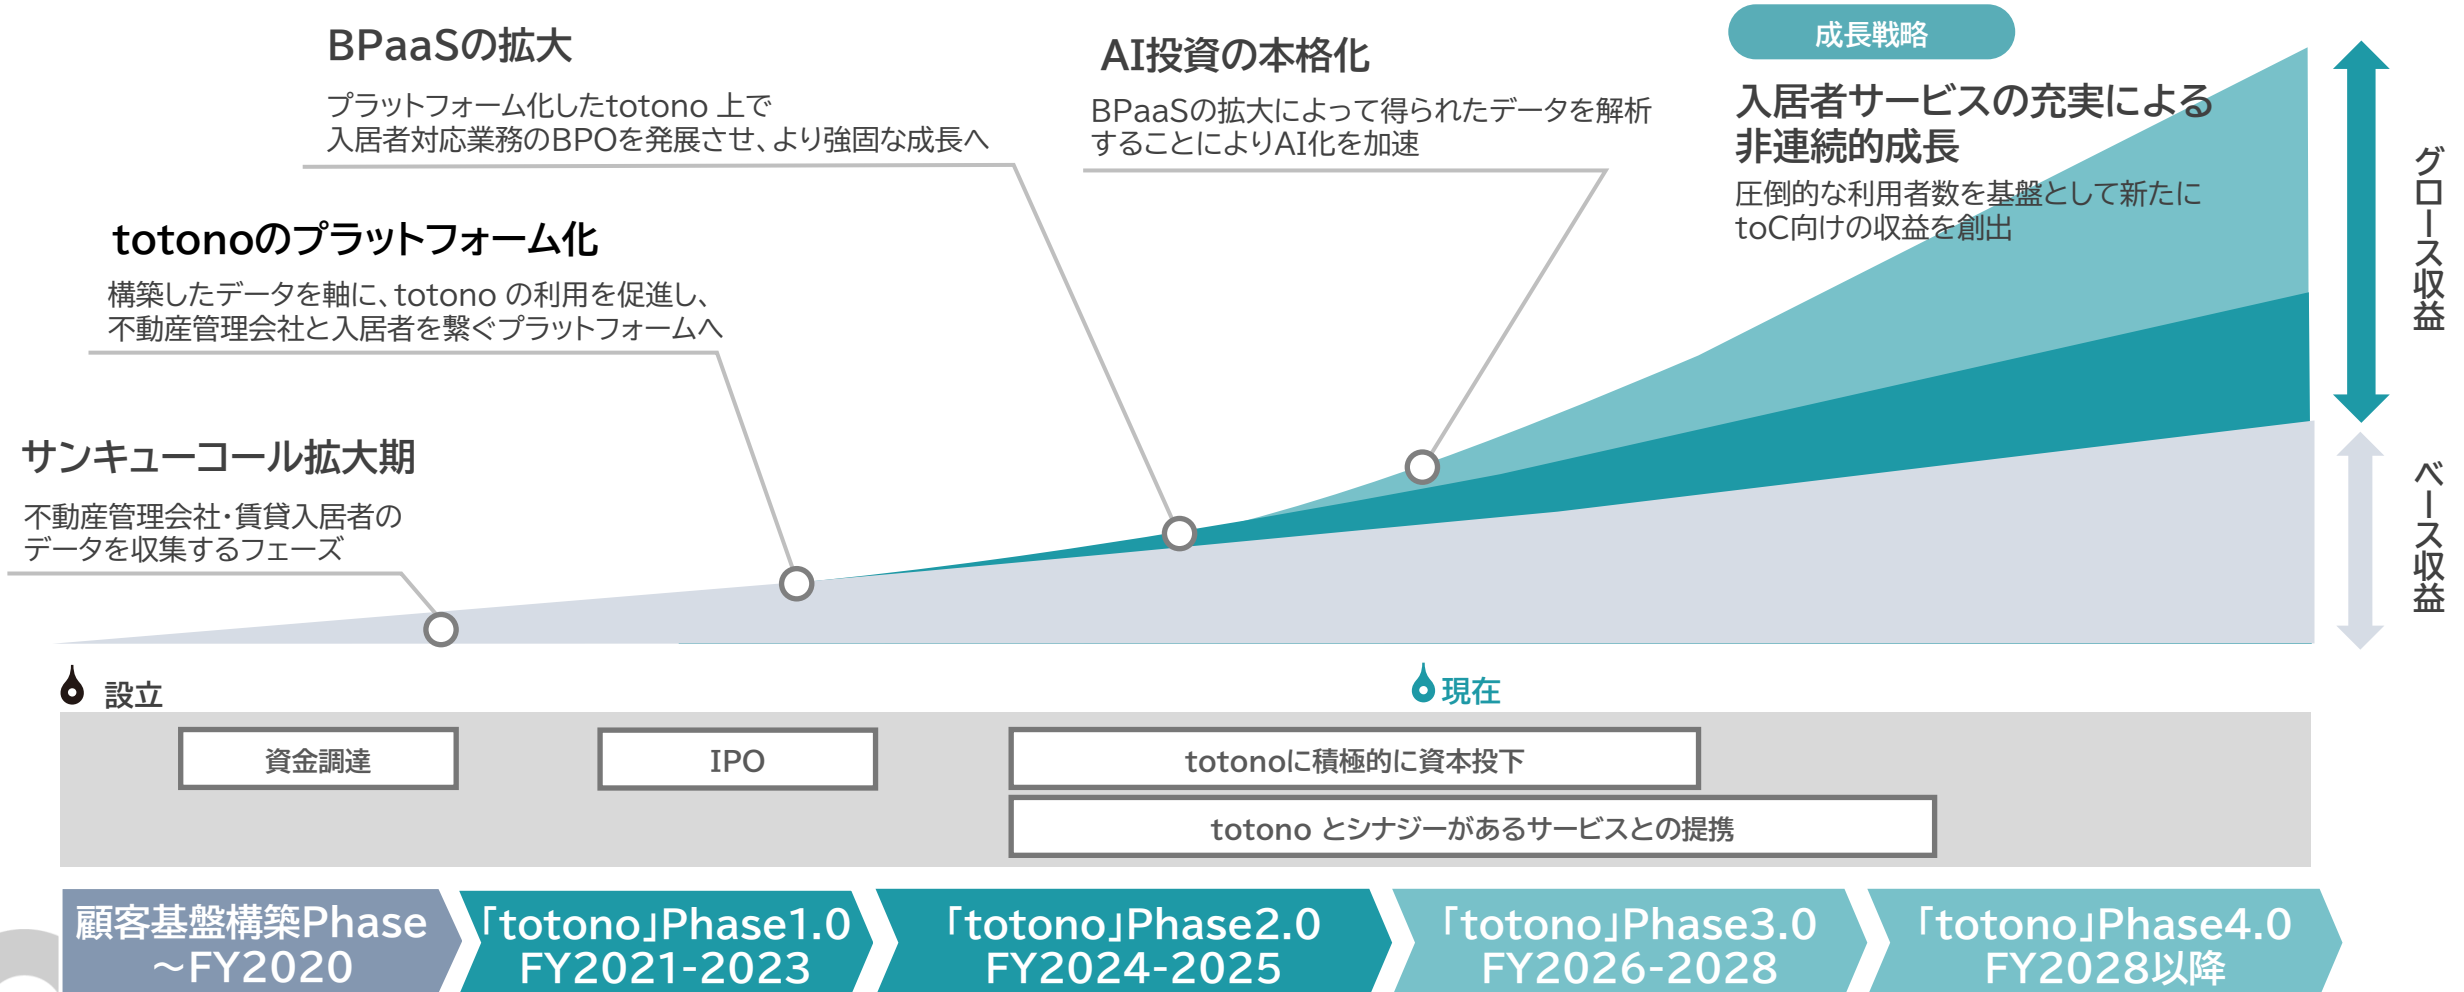 BPaaSの拡大
プラットフォーム化したtotono 上で
入居者対応業務のBPOを発展させ、より強固な成長へ
AI投資の本格化
BPaaSの拡大によって得られたデータを解析
することによりAI化を加速
成長戦略
入居者サービスの充実による
非連続的成長
圧倒的な利用者数を基盤として新たに
toC向けの収益を創出
totonoのプラットフォーム化
構築したデータを軸に、totono の利用を促進し、
不動産管理会社と入居者を繋ぐプラットフォームへ
サンキューコール拡大期
不動産管理会社・賃貸入居者の
データを収集するフェーズ
グロース収益
ベース収益
設立
現在
資金調達
IPO
totonoに積極的に資本投下
totono とシナジーがあるサービスとの提携
顧客基盤構築Phase
～FY2020
「totono」Phase1.0
FY2021-2023
「totono」Phase2.0
FY2024-2025
「totono」Phase3.0
FY2026-2028
「totono」Phase4.0
FY2028以降